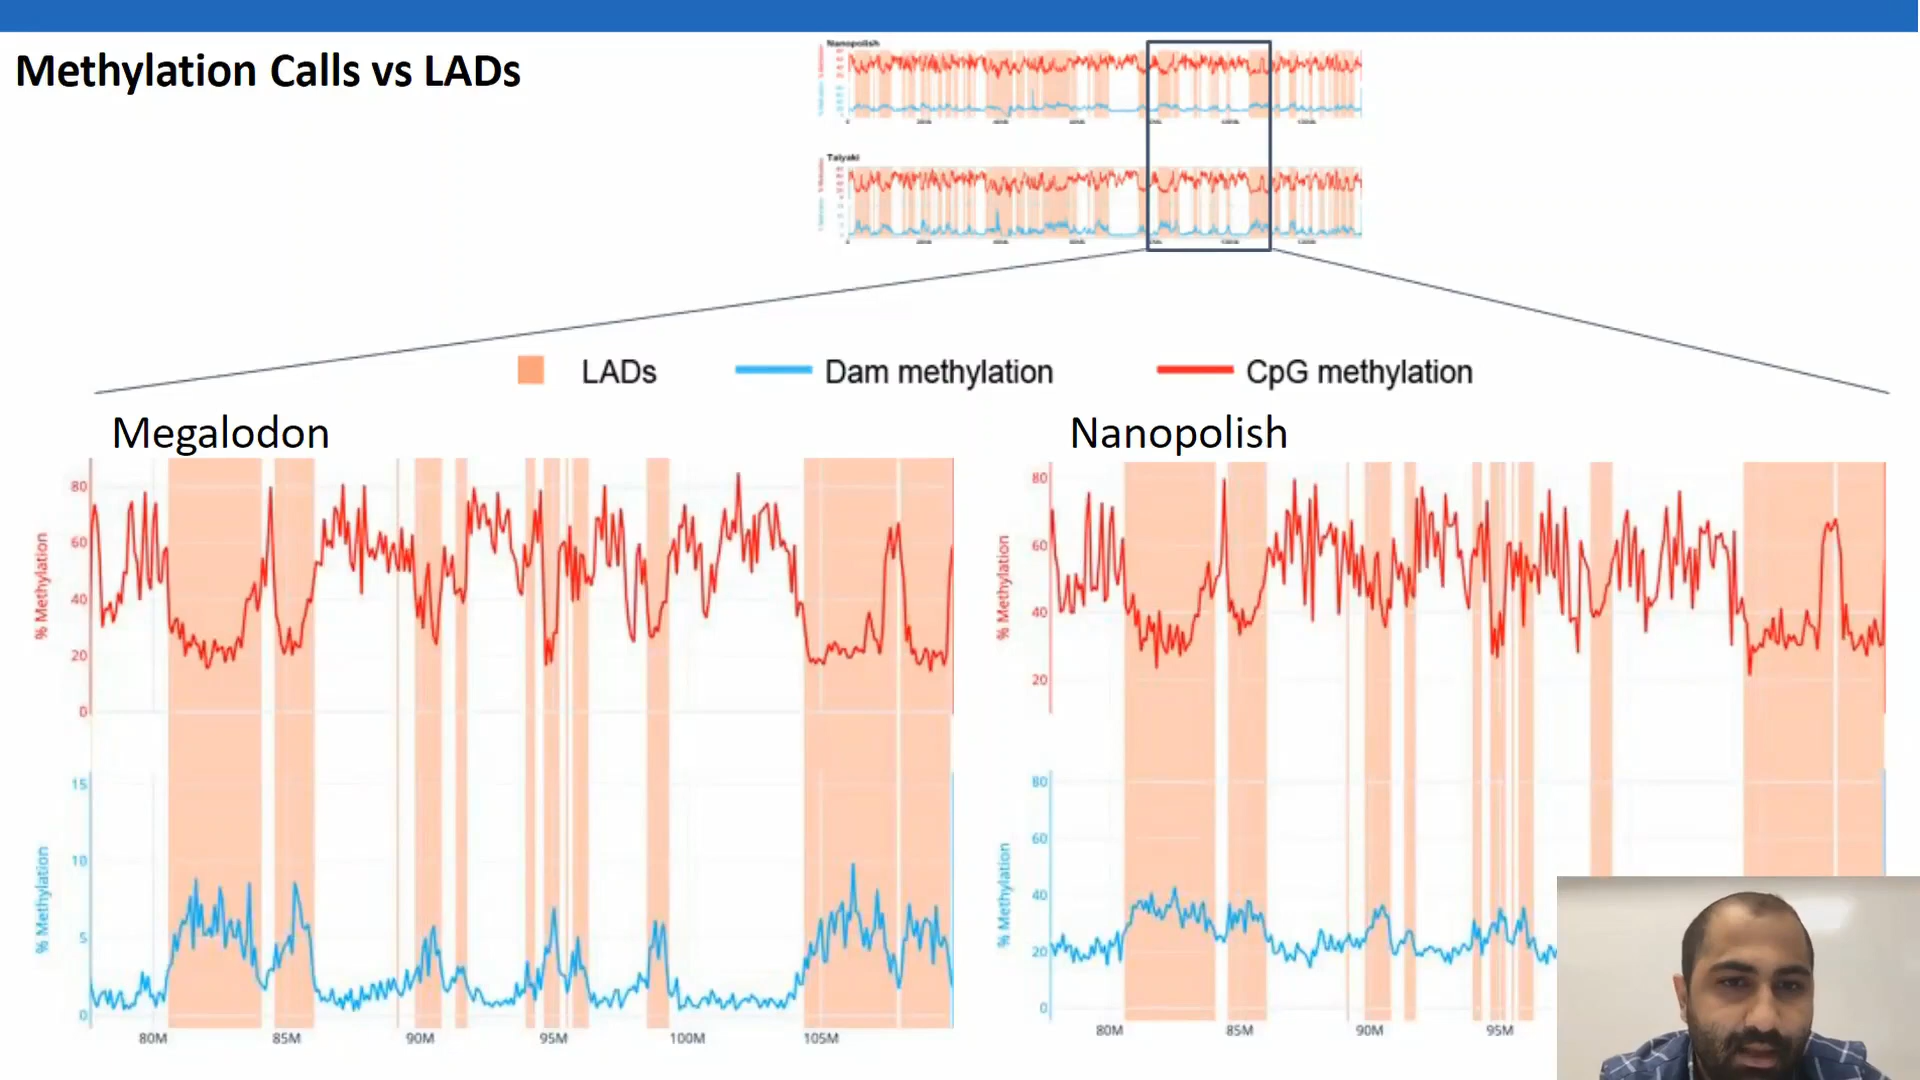 Methylation Calls vs LADs
Nanopolish
Taiyaki
LADs
Dam methylation
CpG methylation
Megalodon
80
60
40
20
0
% Methylation
15
10
5
0
% Methylation
80M 85M 90M 95M 100M 105M
Nanopolish
80
60
40
20
% Methylation
80
60
40
20
0
% Methylation
80M 85M 90M 95M